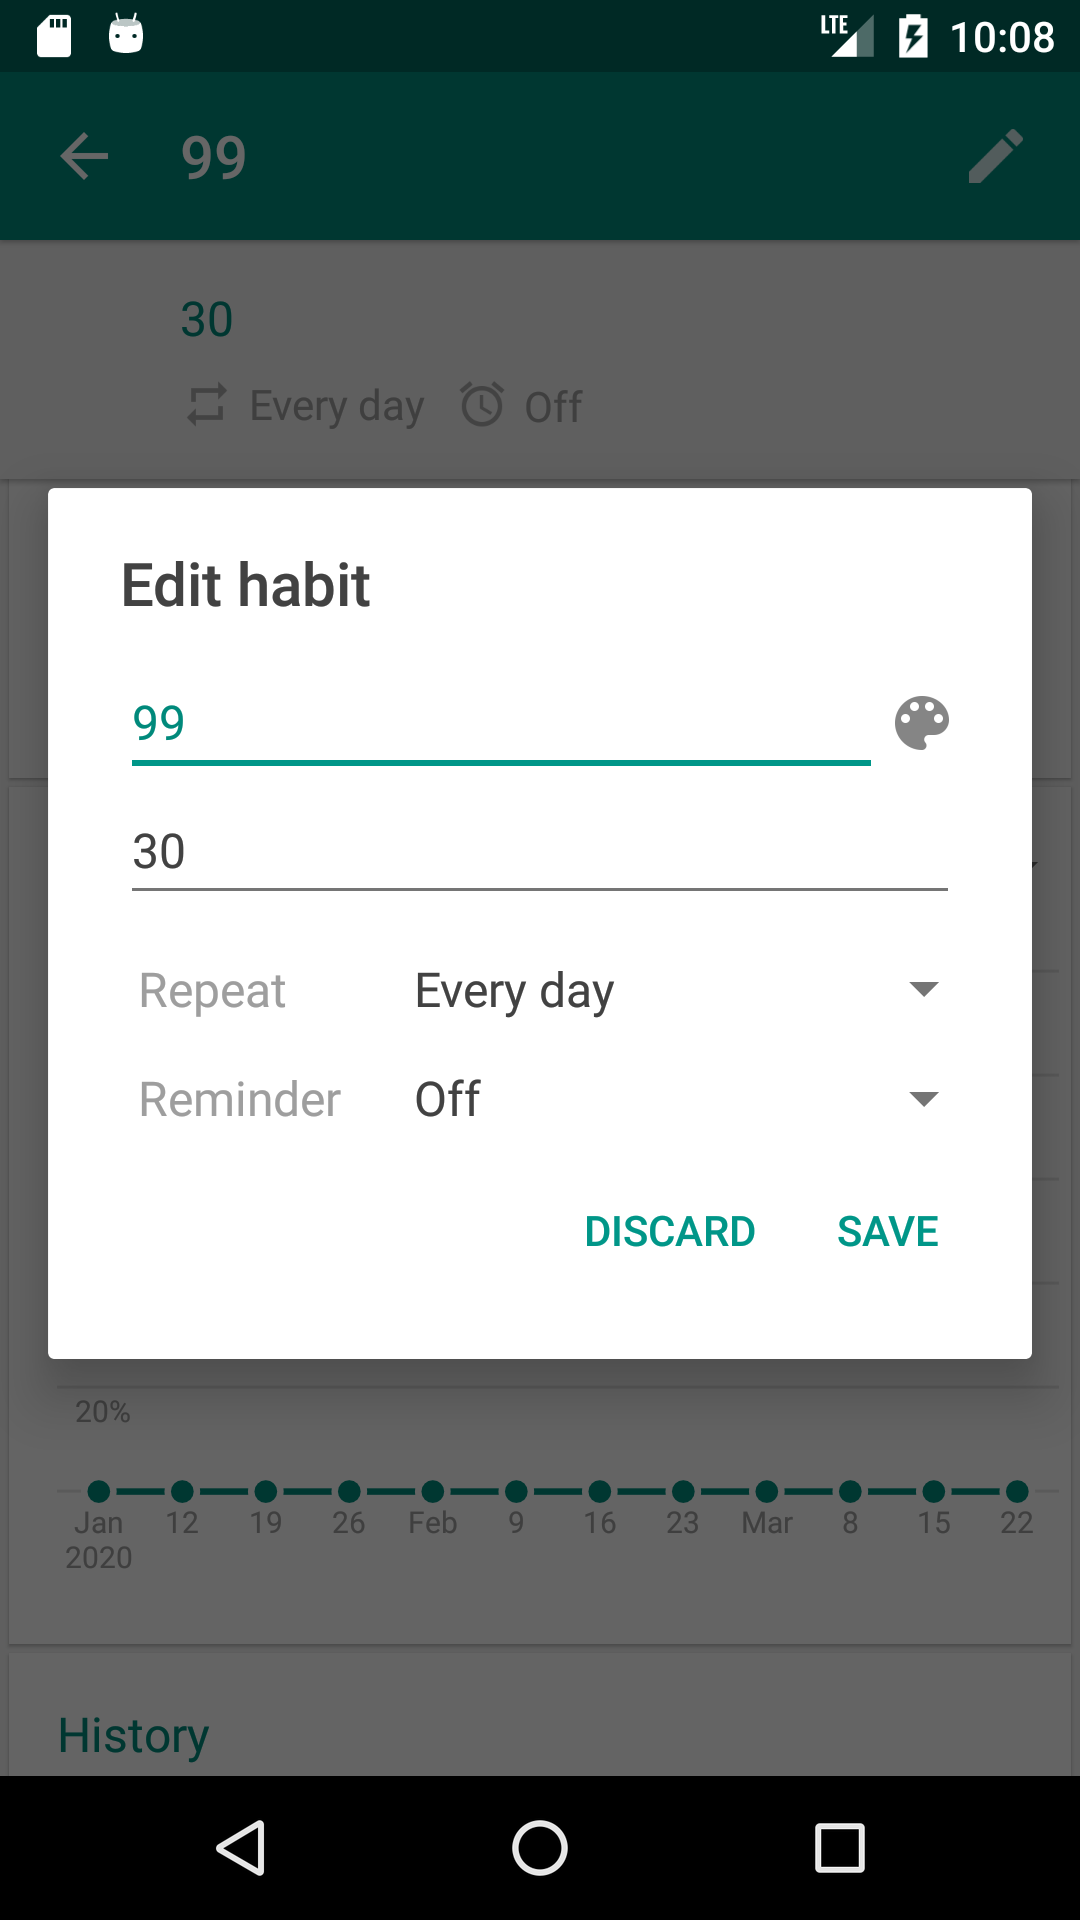 LTE 10:08
99
30
Every day Off
Edit habit
99
30
Repeat Every day
Reminder Off
DISCARD SAVE
20%
Jan 12 19 26 Feb 9 16 23 Mar 8 15 22
2020
History